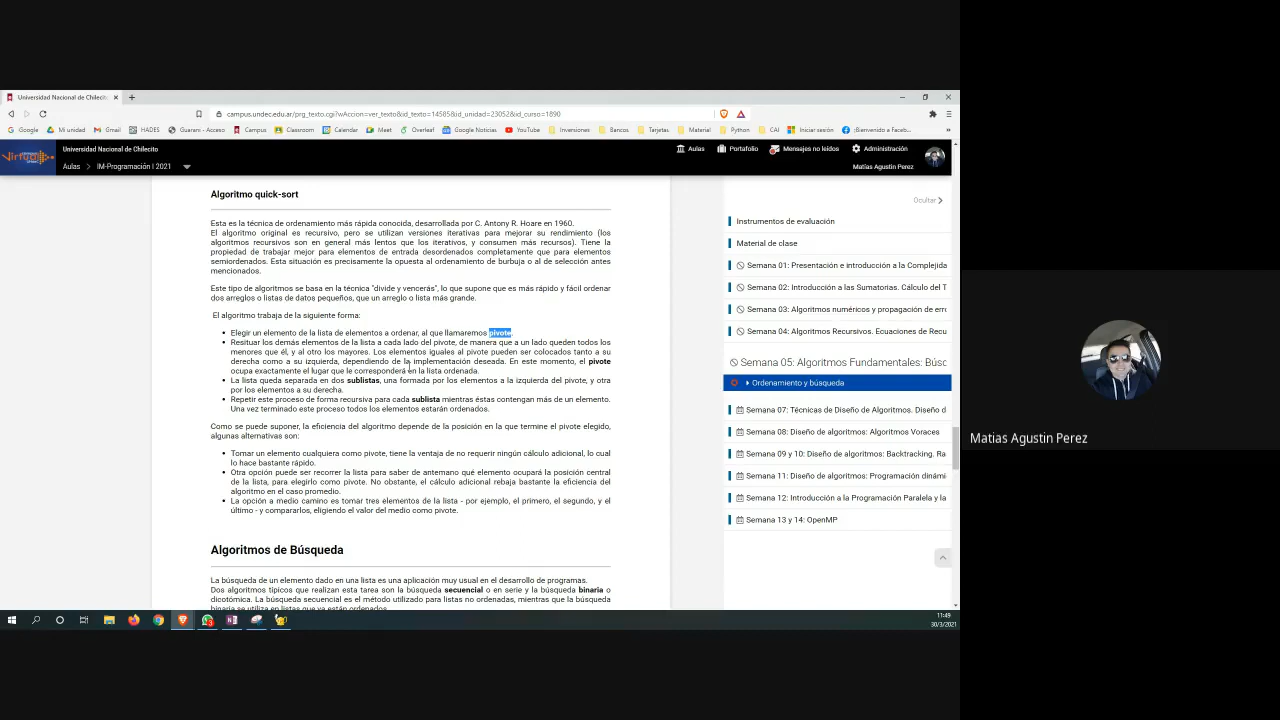 Universidad Nacional de Chilecit
campus.undec.edu.ar/prg_texto.cgi?wAccion=ver_texto&id_texto=14585&id_unidad=23052&id_curso=1890
Google
Mi unidad
Gmail
HADES
Guarani - Acceso
Campus
Classroom
Calendar
Meet
Overleaf
Google Noticias
YouTube
Inversiones
Bancos
Tarjetas
Material
Python
CAI
Iniciar sesión
¡Bienvenido a Faceb...
Virtual
Universidad Nacional de Chilecito
Aulas
IM-Programación I 2021
Aulas
Portafolio
Mensajes no leídos
Administración
Matías Agustin Perez
Algoritmo quick-sort
Esta es la técnica de ordenamiento más rápida conocida, desarrollada por C. Antony R. Hoare en 1960.
El algoritmo original es recursivo, pero se utilizan versiones iterativas para mejorar su rendimiento (los
algoritmos recursivos son en general más lentos que los iterativos, y consumen más recursos). Tiene la
propiedad de trabajar mejor para elementos de entrada desordenados completamente que para elementos
semiordenados. Esta situación es precisamente la opuesta al ordenamiento de burbuja o al de selección antes
mencionados.
Este tipo de algoritmos se basa en la técnica "divide y vencerás", lo que supone que es más rápido y fácil ordenar
dos arreglos o listas de datos pequeños, que un arreglo o lista más grande.
El algoritmo trabaja de la siguiente forma:
Elegir un elemento de la lista de elementos a ordenar, al que llamaremos pivote.
Resituar los demás elementos de la lista a cada lado del pivote, de manera que a un lado queden todos los
menores que él, y al otro los mayores. Los elementos iguales al pivote pueden ser colocados tanto a su
derecha como a su izquierda, dependiendo de la implementación deseada. En este momento, el pivote
ocupa exactamente el lugar que le corresponderá en la lista ordenada.
La lista queda separada en dos sublistas, una formada por los elementos a la izquierda del pivote, y otra
por los elementos a su derecha.
Repetir este proceso de forma recursiva para cada sublista mientras éstas contengan más de un elemento.
Una vez terminado este proceso todos los elementos estarán ordenados.
Como se puede suponer, la eficiencia del algoritmo depende de la posición en la que termine el pivote elegido,
algunas alternativas son:
Tomar un elemento cualquiera como pivote, tiene la ventaja de no requerir ningún cálculo adicional, lo cual
lo hace bastante rápido.
Otra opción puede ser recorrer la lista para saber de antemano qué elemento ocupará la posición central
de la lista, para elegirlo como pivote. No obstante, el cálculo adicional rebaja bastante la eficiencia del
algoritmo en el caso promedio.
La opción a medio camino es tomar tres elementos de la lista - por ejemplo, el primero, el segundo, y el
último - y compararlos, eligiendo el valor del medio como pivote.
Algoritmos de Búsqueda
La búsqueda de un elemento dado en una lista es una aplicación muy usual en el desarrollo de programas.
Dos algoritmos típicos que realizan esta tarea son la búsqueda secuencial o en serie y la búsqueda binaria o
dicotómica. La búsqueda secuencial es el método utilizado para listas no ordenadas, mientras que la búsqueda
binaria se utiliza en listas que ya están ordenados.
Ocultar
Instrumentos de evaluación
Material de clase
Semana 01: Presentación e introducción a la Complejida
Semana 02: Introducción a las Sumatorias. Cálculo del T
Semana 03: Algoritmos numéricos y propagación de erro
Semana 04: Algoritmos Recursivos. Ecuaciones de Recu
Semana 05: Algoritmos Fundamentales: Búsc
Ordenamiento y búsqueda
Semana 07: Técnicas de Diseño de Algoritmos. Diseño d
Semana 08: Diseño de algoritmos: Algoritmos Voraces
Semana 09 y 10: Diseño de algoritmos: Backtracking. Ra
Semana 11: Diseño de algoritmos: Programación dinámi
Semana 12: Introducción a la Programación Paralela y la
Semana 13 y 14: OpenMP
11:49
30/3/2021
Matias Agustin Perez